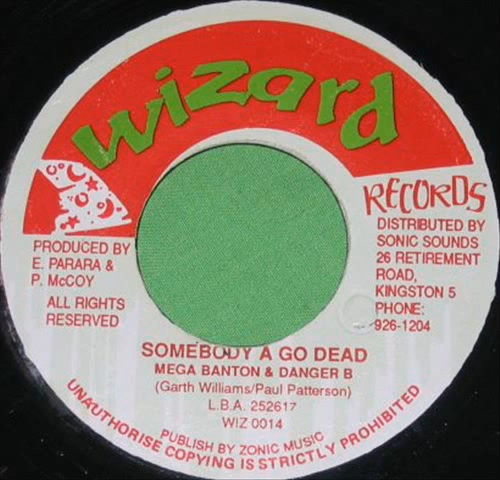 wizard
RECORDS
PRODUCED BY
E. PARARA &
P. McCOY
ALL RIGHTS
RESERVED
DISTRIBUTED BY
SONIC SOUNDS
26 RETIREMENT
ROAD,
KINGSTON 5
PHONE:
926-1204
SOMEBODY A GO DEAD
MEGA BANTON & DANGER B
(Garth Williams/Paul Patterson)
L.B.A. 252617
WIZ 0014
PUBLISH BY ZONIC MUSIC
UNAUTHORISE COPYING IS STRICTLY PROHIBITED